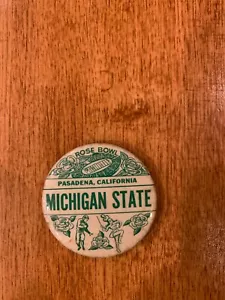 ROSE BOWL
PASADENA, CALIFORNIA
MICHIGAN STATE